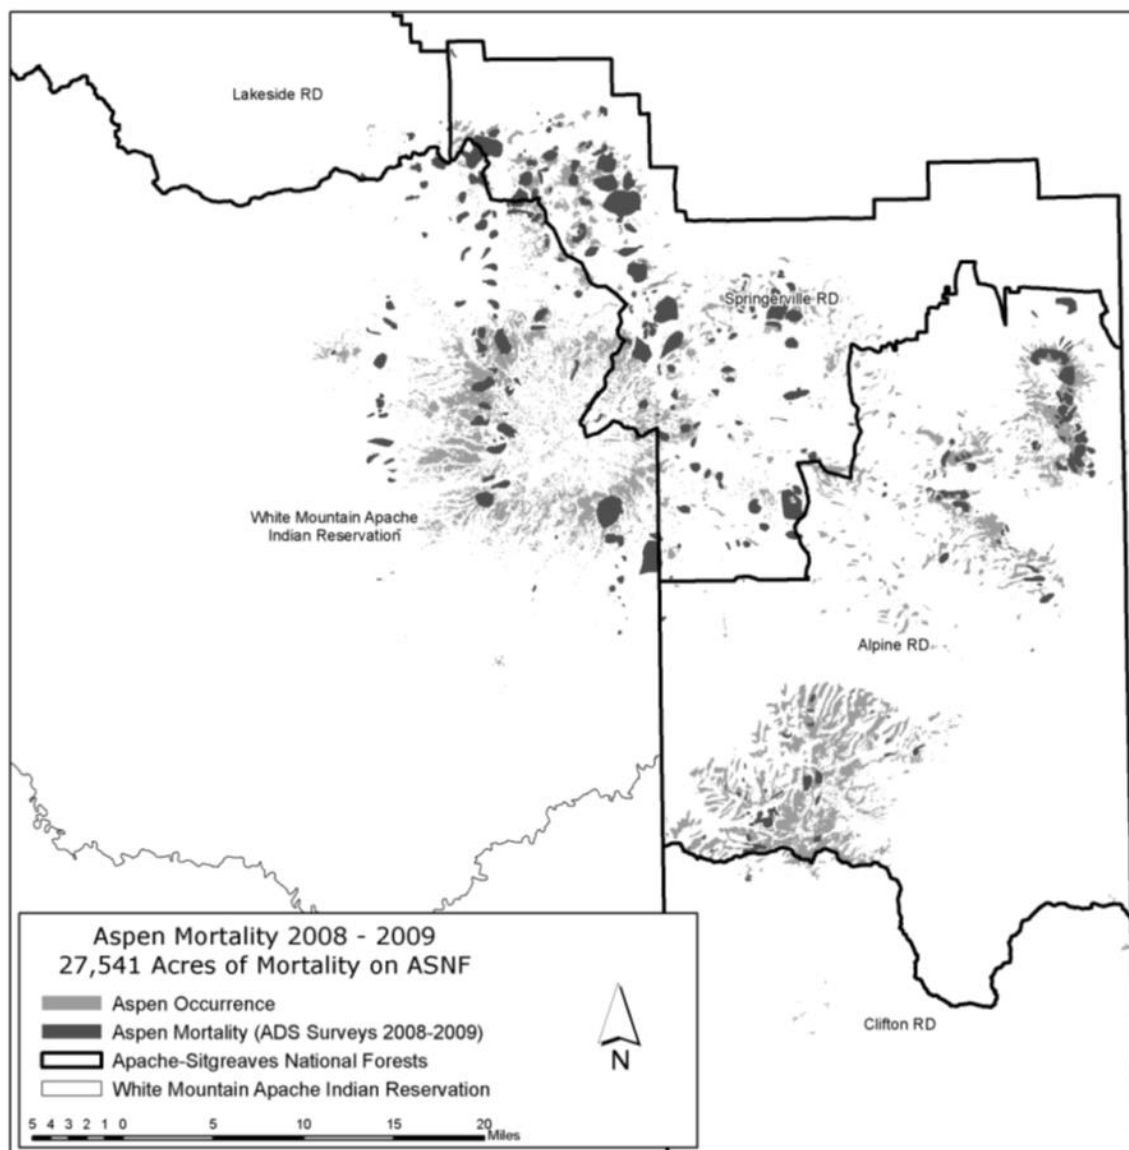 Lakeside RD
Springerville RD
White Mountain Apache
Indian Reservation
Alpine RD
Clifton RD
Aspen Mortality 2008 - 2009
27,541 Acres of Mortality on ASNF
Aspen Occurrence
Aspen Mortality (ADS Surveys 2008-2009)
Apache-Sitgreaves National Forests
White Mountain Apache Indian Reservation
N
5 4 3 2 1 0 5 10 15 20
Miles